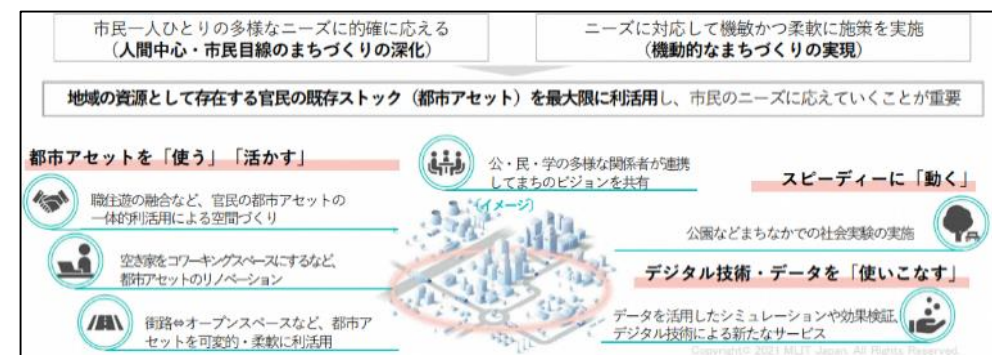 市民一人ひとりの多様なニーズに的確に応える
（人間中心・市民目線のまちづくりの深化）
ニーズに対応して機敏かつ柔軟に施策を実施
（機動的なまちづくりの実現）
地域の資源として存在する官民の既存ストック（都市アセット）を最大限に利活用し、市民のニーズに応えていくことが重要
都市アセットを「使う」「活かす」
職住遊の融合など、官民の都市アセットの
一体的利活用による空間づくり
空き家をコワーキングスペースにするなど、
都市アセットのリノベーション
街路⇔オープンスペースなど、都市ア
セットを可変的・柔軟に利活用
公・民・学の多様な関係者が連携
してまちのビジョンを共有
（イメージ）
スピーディーに「動く」
公園などまちなかでの社会実験の実施
デジタル技術・データを「使いこなす」
データを活用したシミュレーションや効果検証、
デジタル技術による新たなサービス
Copyright© 2021 MLIT Japan. All Rights Reserved.